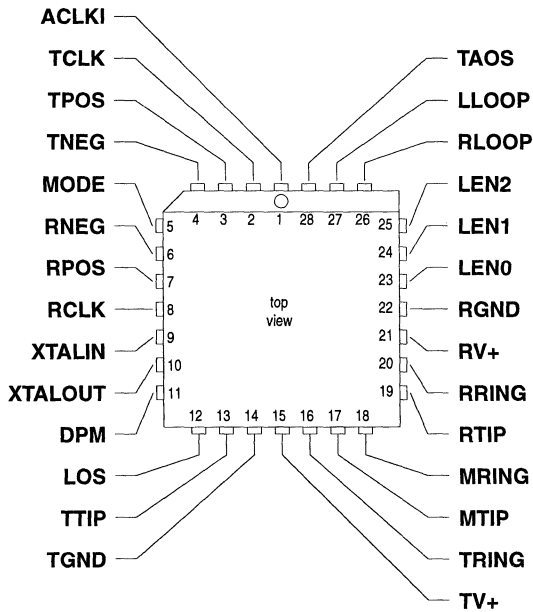 ACLKI
TCLK
TPOS
TNEG
MODE
RNEG
RPOS
RCLK
XTALIN
XTALOUT
DPM
LOS
TTIP
TGND
TAOS
LLOOP
RLOOP
LEN2
LEN1
LEN0
RGND
RV+
RRING
RTIP
MRING
MTIP
TRING
TV+
4 3 2 1 28 27 26
5
6
7
8
9
10
11
25
24
23
22
21
20
19
top
view
12 13 14 15 16 17 18